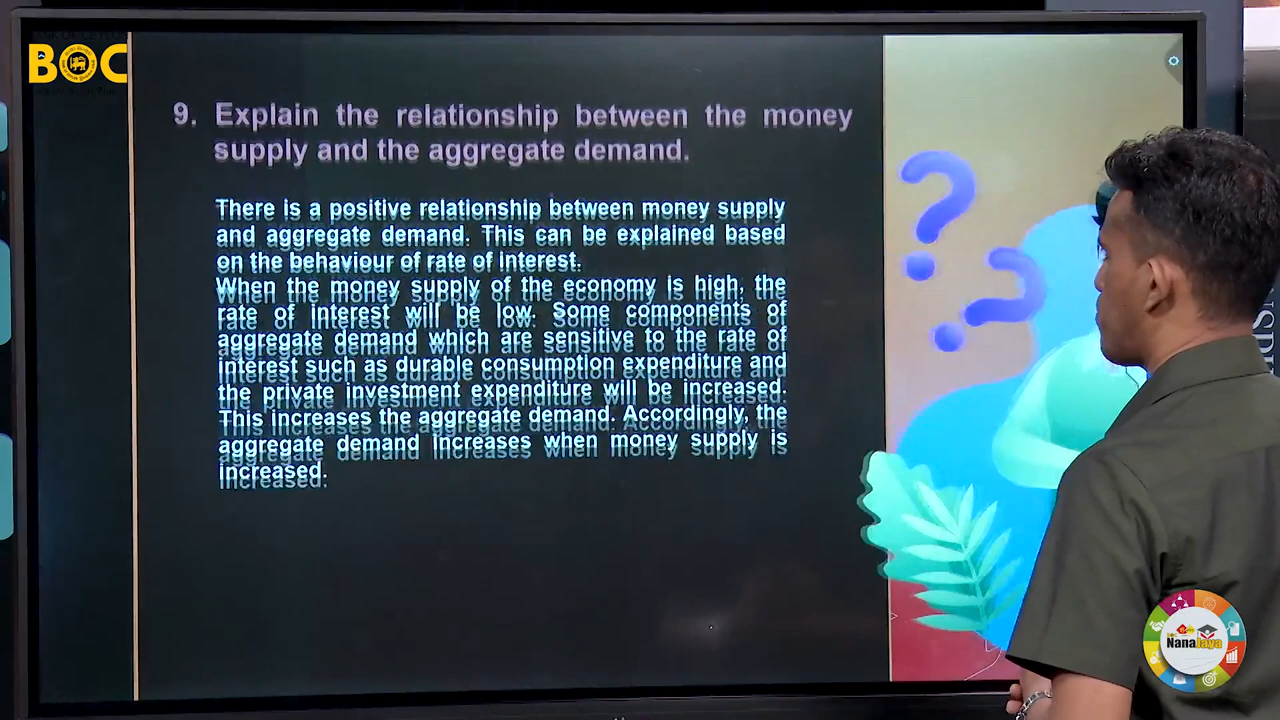 BOC
9. Explain the relationship between the money
supply and the aggregate demand.
There is a positive relationship between money supply
and aggregate demand. This can be explained based
on the behaviour of rate of interest.
When the money supply of the economy is high, the
rate of interest will be low. Some components of
aggregate demand which are sensitive to the rate of
interest such as durable consumption expenditure and
the private investment expenditure will be increased.
This increases the aggregate demand. Accordingly, the
aggregate demand increases when money supply is
increased.
NanaJaya